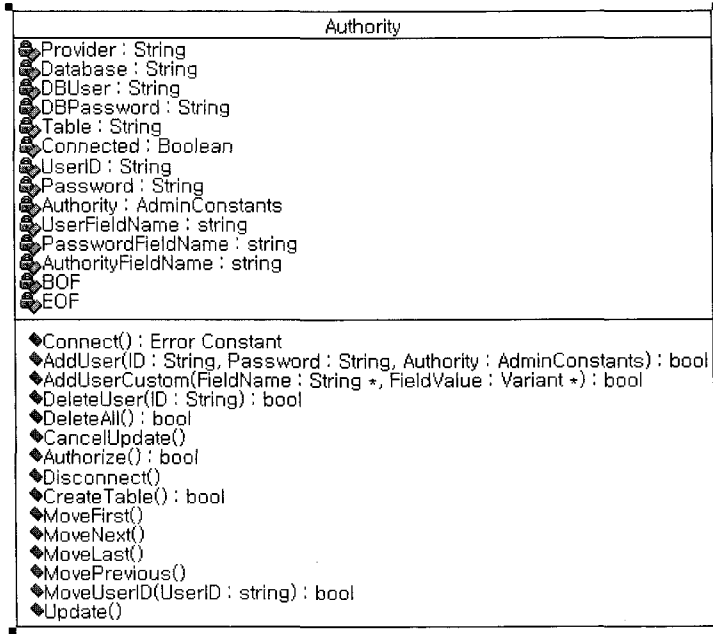 Authority
Provider : String
Database : String
DBUser : String
DBPassword : String
Table : String
Connected : Boolean
UserID : String
Password : String
Authority : AdminConstants
UserFieldName : string
PasswordFieldName : string
AuthorityFieldName : string
BOF
EOF
Connect() : Error Constant
AddUser(ID : String, Password : String, Authority : AdminConstants) : bool
AddUserCustom(FieldName : String *, FieldValue : Variant *) : bool
DeleteUser(ID : String) : bool
DeleteAll() : bool
CancelUpdate()
Authorize() : bool
Disconnect()
CreateTable() : bool
MoveFirst()
MoveNext()
MoveLast()
MovePrevious()
MoveUserID(UserID : string) : bool
Update()